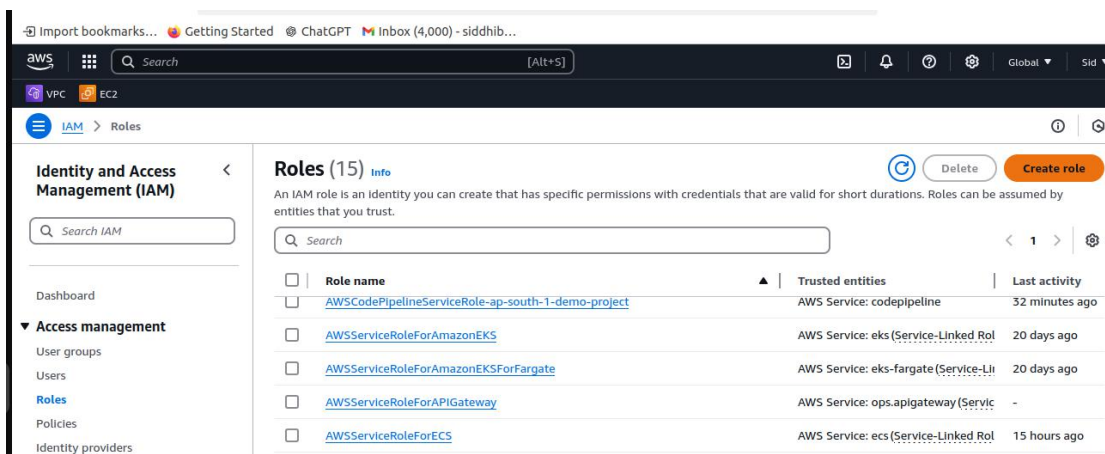 Import bookmarks... Getting Started ChatGPT Inbox (4,000) - siddhib...
aws Search [Alt+S] Global Sid
VPC EC2
IAM > Roles
Identity and Access Management (IAM)
Search IAM
Dashboard
Access management
User groups
Users
Roles
Policies
Identity providers
Roles (15) Info
Delete Create role
An IAM role is an identity you can create that has specific permissions with credentials that are valid for short durations. Roles can be assumed by
entities that you trust.
Search
1
Role name Trusted entities Last activity
AWSCodePipelineServiceRole-ap-south-1-demo-project AWS Service: codepipeline 32 minutes ago
AWSServiceRoleForAmazonEKS AWS Service: eks (Service-Linked Rol 20 days ago
AWSServiceRoleForAmazonEKSForFargate AWS Service: eks-fargate (Service-Li 20 days ago
AWSServiceRoleForAPIGateway AWS Service: ops.apigateway (Servic -
AWSServiceRoleForECS AWS Service: ecs (Service-Linked Rol 15 hours ago